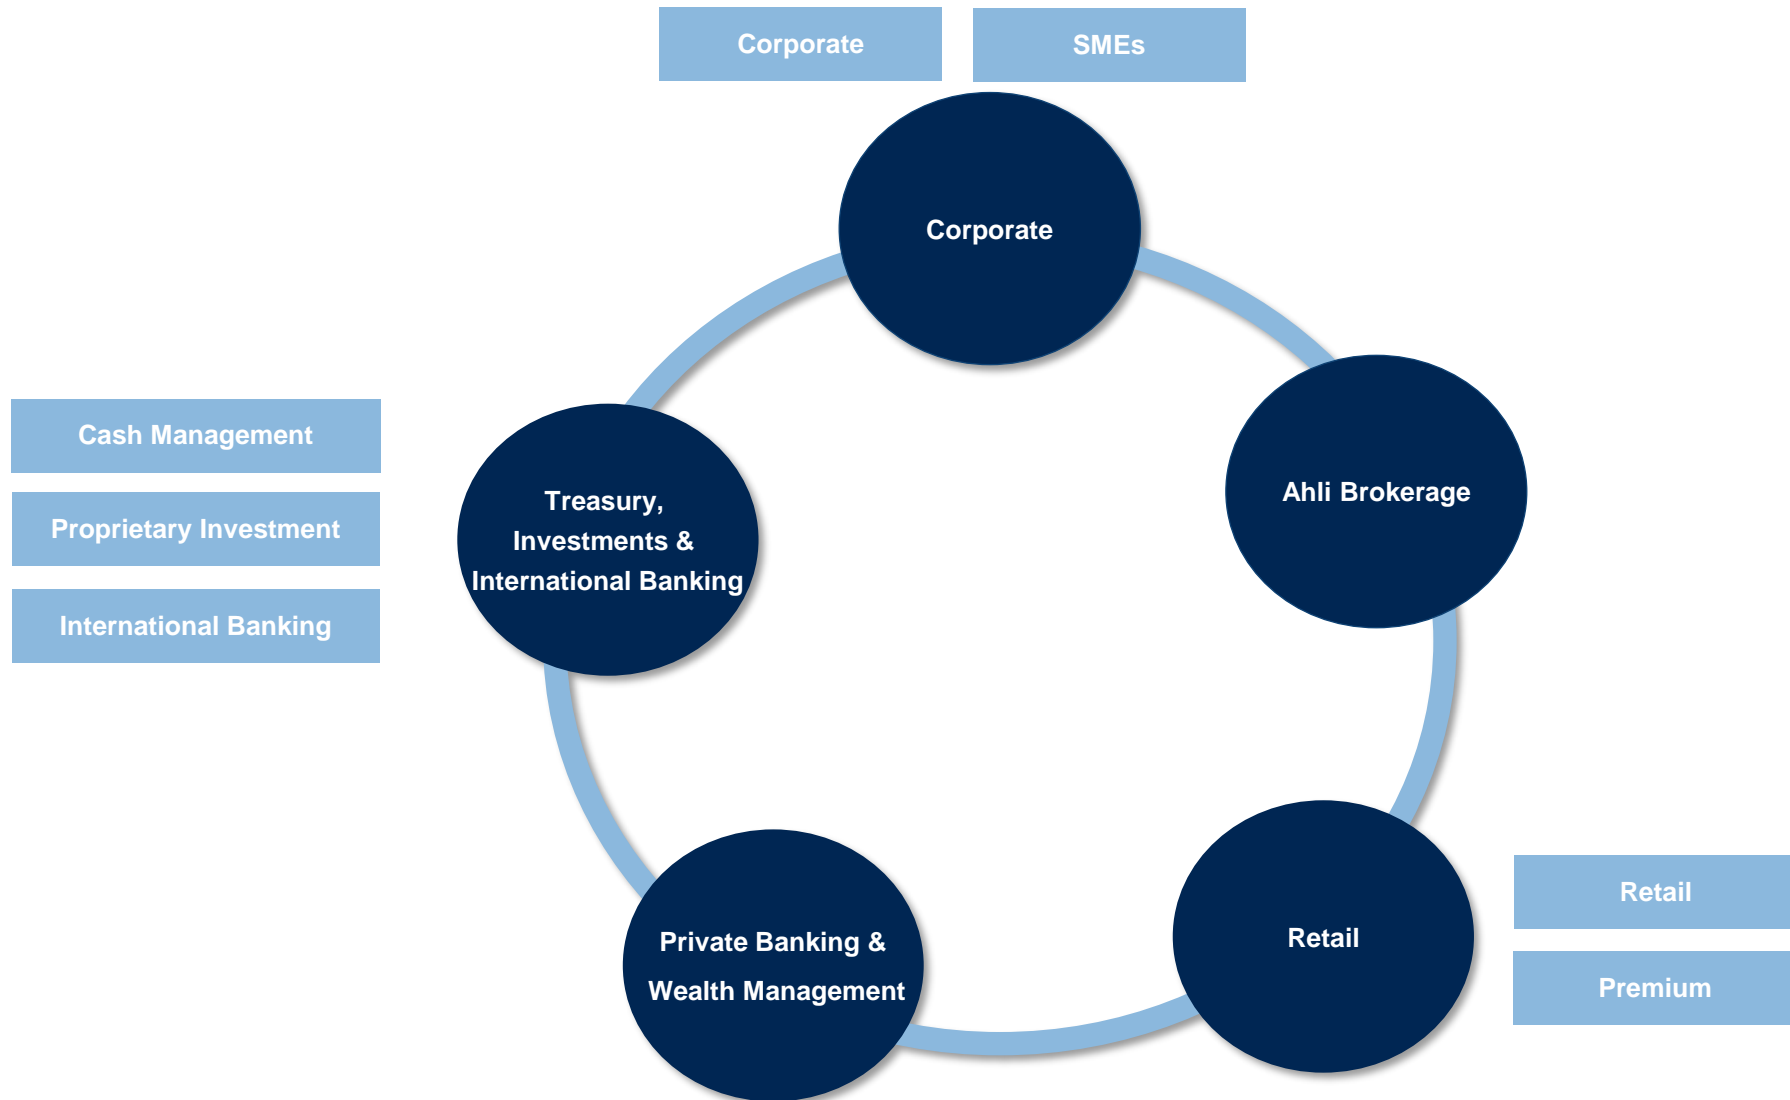 Corporate
SMEs
Corporate
Ahli Brokerage
Cash Management
Proprietary Investment
International Banking
Treasury,
Investments &
International Banking
Retail
Premium
Retail
Private Banking &
Wealth Management